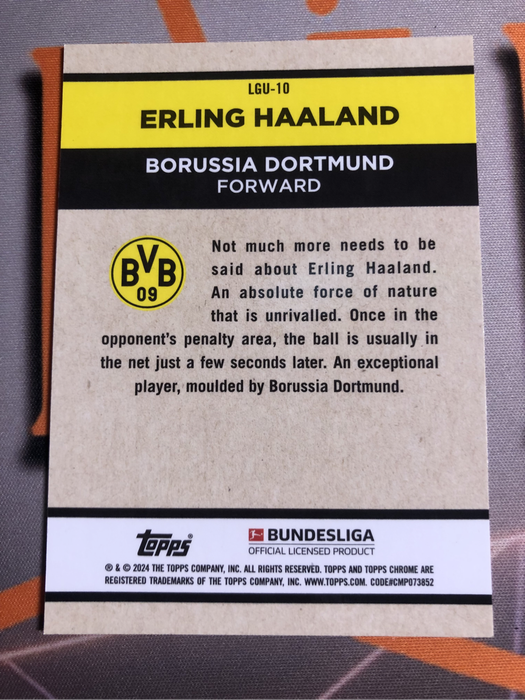 LGU-10
ERLING HAALAND
BORUSSIA DORTMUND
FORWARD
BVB
09
Not much more needs to be
said about Erling Haaland.
An absolute force of nature
that is unrivalled. Once in the
opponent's penalty area, the ball is usually in
the net just a few seconds later. An exceptional
player, moulded by Borussia Dortmund.
Topps®
BUNDESLIGA
OFFICIAL LICENSED PRODUCT
® & © 2024 THE TOPPS COMPANY, INC. ALL RIGHTS RESERVED. TOPPS AND TOPPS CHROME ARE
REGISTERED TRADEMARKS OF THE TOPPS COMPANY, INC. WWW.TOPPS.COM. CODE#CMP073852